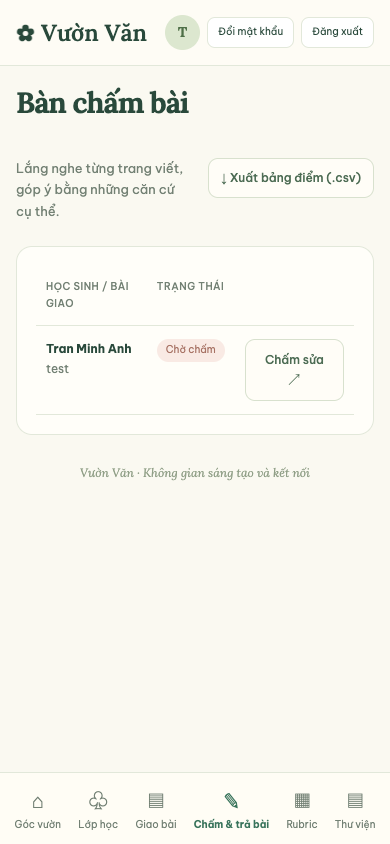 ✿ Vườn Văn
T
Đổi mật khẩu
Đăng xuất
Bàn chấm bài
Lắng nghe từng trang viết,
góp ý bằng những căn cứ
cụ thể.
↓ Xuất bảng điểm (.csv)
HỌC SINH / BÀI
GIAO
TRẠNG THÁI
Tran Minh Anh
test
Chờ chấm
Chấm sửa
↗
Vườn Văn · Không gian sáng tạo và kết nối
Góc vườn
Lớp học
Giao bài
Chấm & trả bài
Rubric
Thư viện